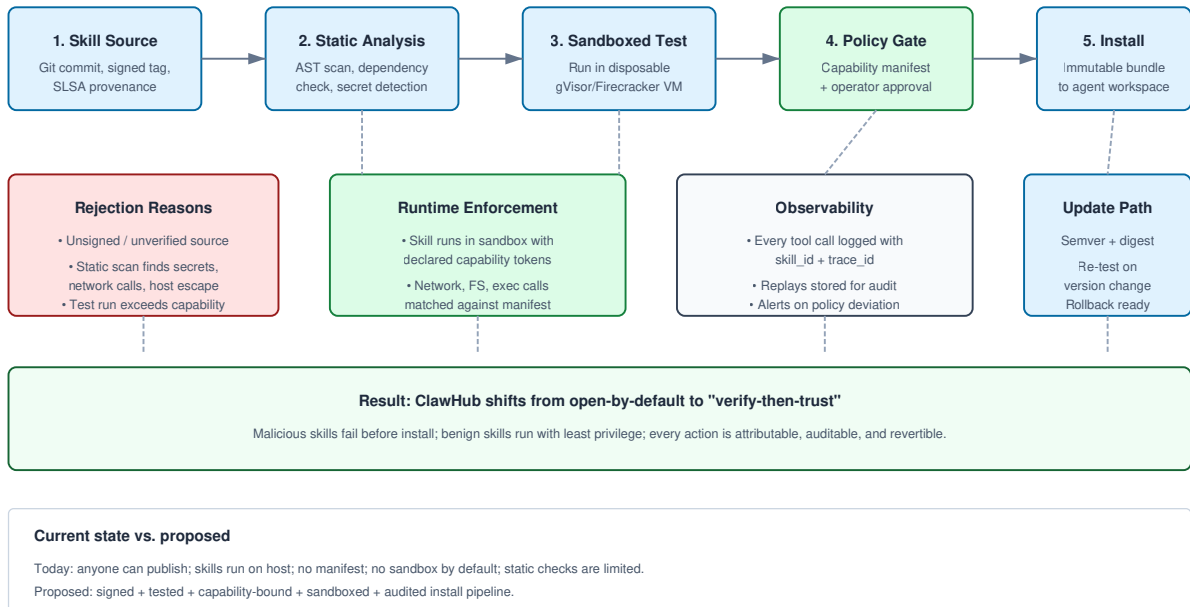 1. Skill Source
Git commit, signed tag,
SLSA provenance
2. Static Analysis
AST scan, dependency
check, secret detection
3. Sandboxed Test
Run in disposable
gVisor/Firecracker VM
4. Policy Gate
Capability manifest
+ operator approval
5. Install
Immutable bundle
to agent workspace
Rejection Reasons
• Unsigned / unverified source
• Static scan finds secrets,
network calls, host escape
• Test run exceeds capability
Runtime Enforcement
• Skill runs in sandbox with
declared capability tokens
• Network, FS, exec calls
matched against manifest
Observability
• Every tool call logged with
skill_id + trace_id
• Replays stored for audit
• Alerts on policy deviation
Update Path
Semver + digest
Re-test on
version change
Rollback ready
Result: ClawHub shifts from open-by-default to "verify-then-trust"
Malicious skills fail before install; benign skills run with least privilege; every action is attributable, auditable, and revertible.
Current state vs. proposed
Today: anyone can publish; skills run on host; no manifest; no sandbox by default; static checks are limited.
Proposed: signed + tested + capability-bound + sandboxed + audited install pipeline.